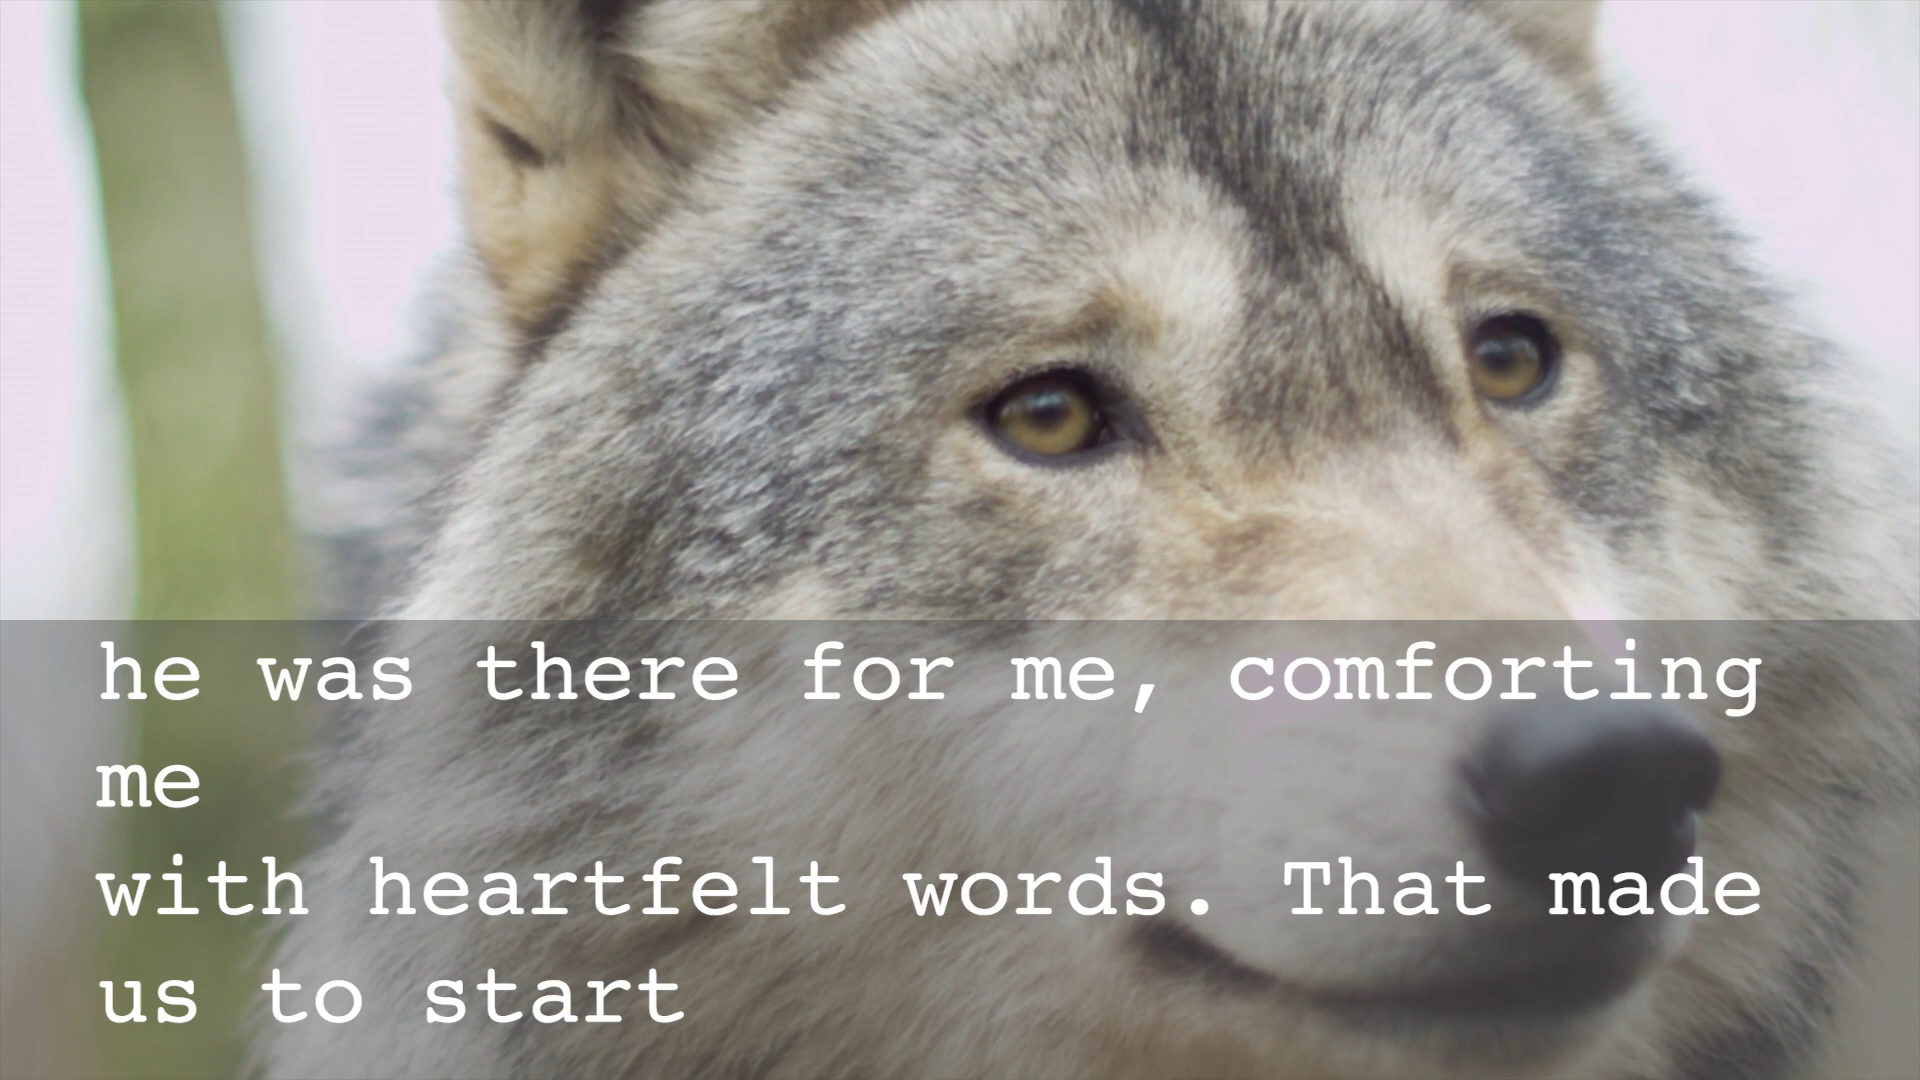 he was there for me, comforting
me
with heartfelt words. That made
us to start